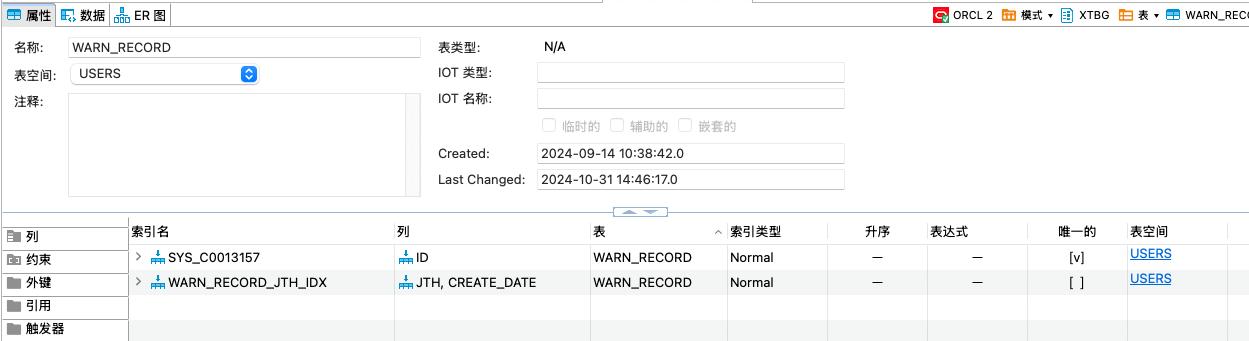 属性 数据 ER 图 ORCL 2 模式 XTBG 表 WARN_REC
名称: WARN_RECORD 表类型: N/A
表空间: USERS IOT 类型:
注释: IOT 名称:
临时的 辅助的 嵌套的
Created: 2024-09-14 10:38:42.0
Last Changed: 2024-10-31 14:46:17.0
列 索引名 列 表 索引类型 升序 表达式 唯一的 表空间
约束 SYS_C0013157 ID WARN_RECORD Normal — — [v] USERS
外键 WARN_RECORD_JTH_IDX JTH, CREATE_DATE WARN_RECORD Normal — — [ ] USERS
引用
触发器